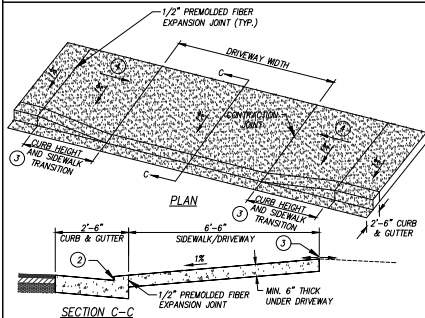 1/2" PREMOLDED FIBER
EXPANSION JOINT (TYP.)
DRIVEWAY WIDTH
C
4
CONTRACTION
JOINT
4
3
CURB HEIGHT
AND SIDEWALK
TRANSITION
C
PLAN
3
CURB HEIGHT
AND SIDEWALK
TRANSITION
2'-6" CURB
& GUTTER
2'-6"
CURB & GUTTER
6'-6"
SIDEWALK/DRIVEWAY
3
2
1%
1/2" PREMOLDED FIBER
EXPANSION JOINT
MIN. 6" THICK
UNDER DRIVEWAY
SECTION C-C